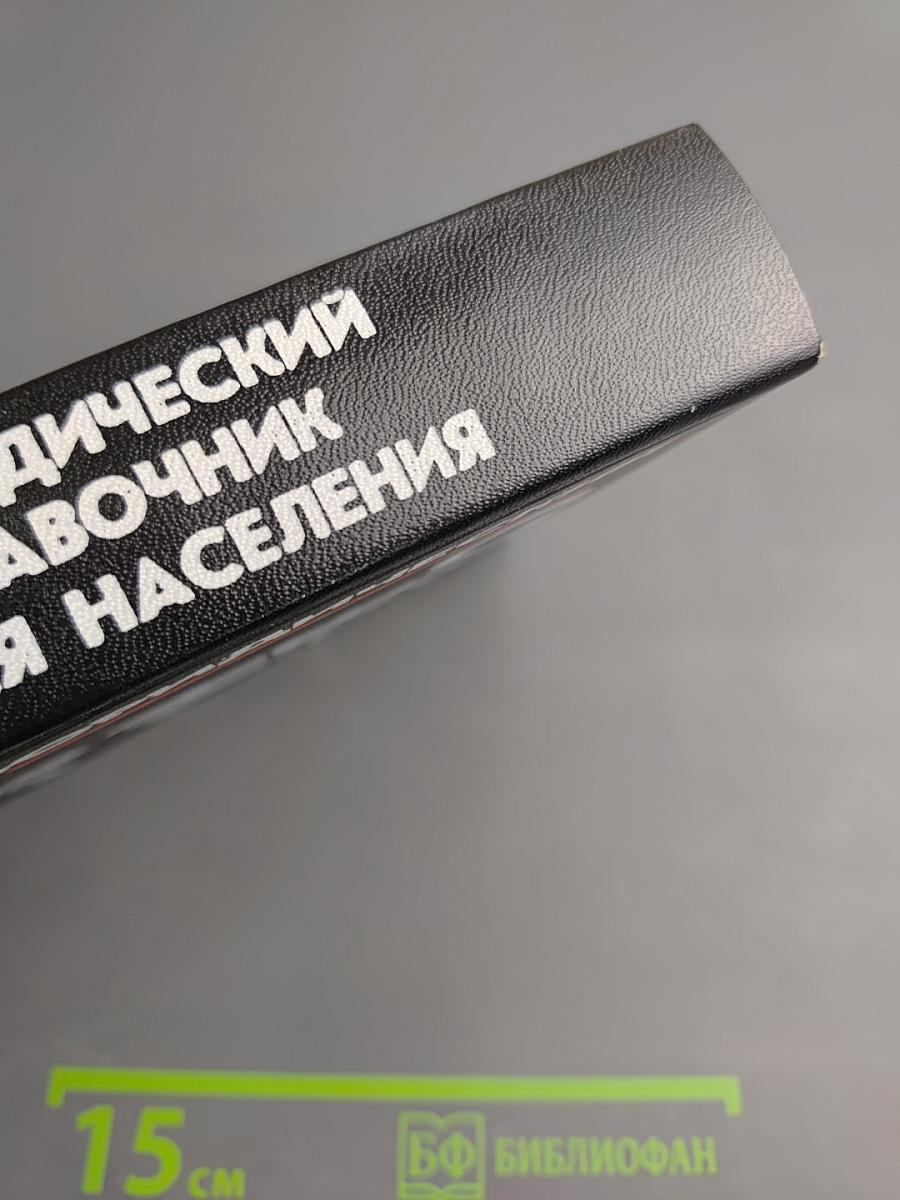 ДИЧЕСКИЙ
АВОЧНИК
Я НАСЕЛЕНИЯ
15 см
БФ БИБЛИОФАН